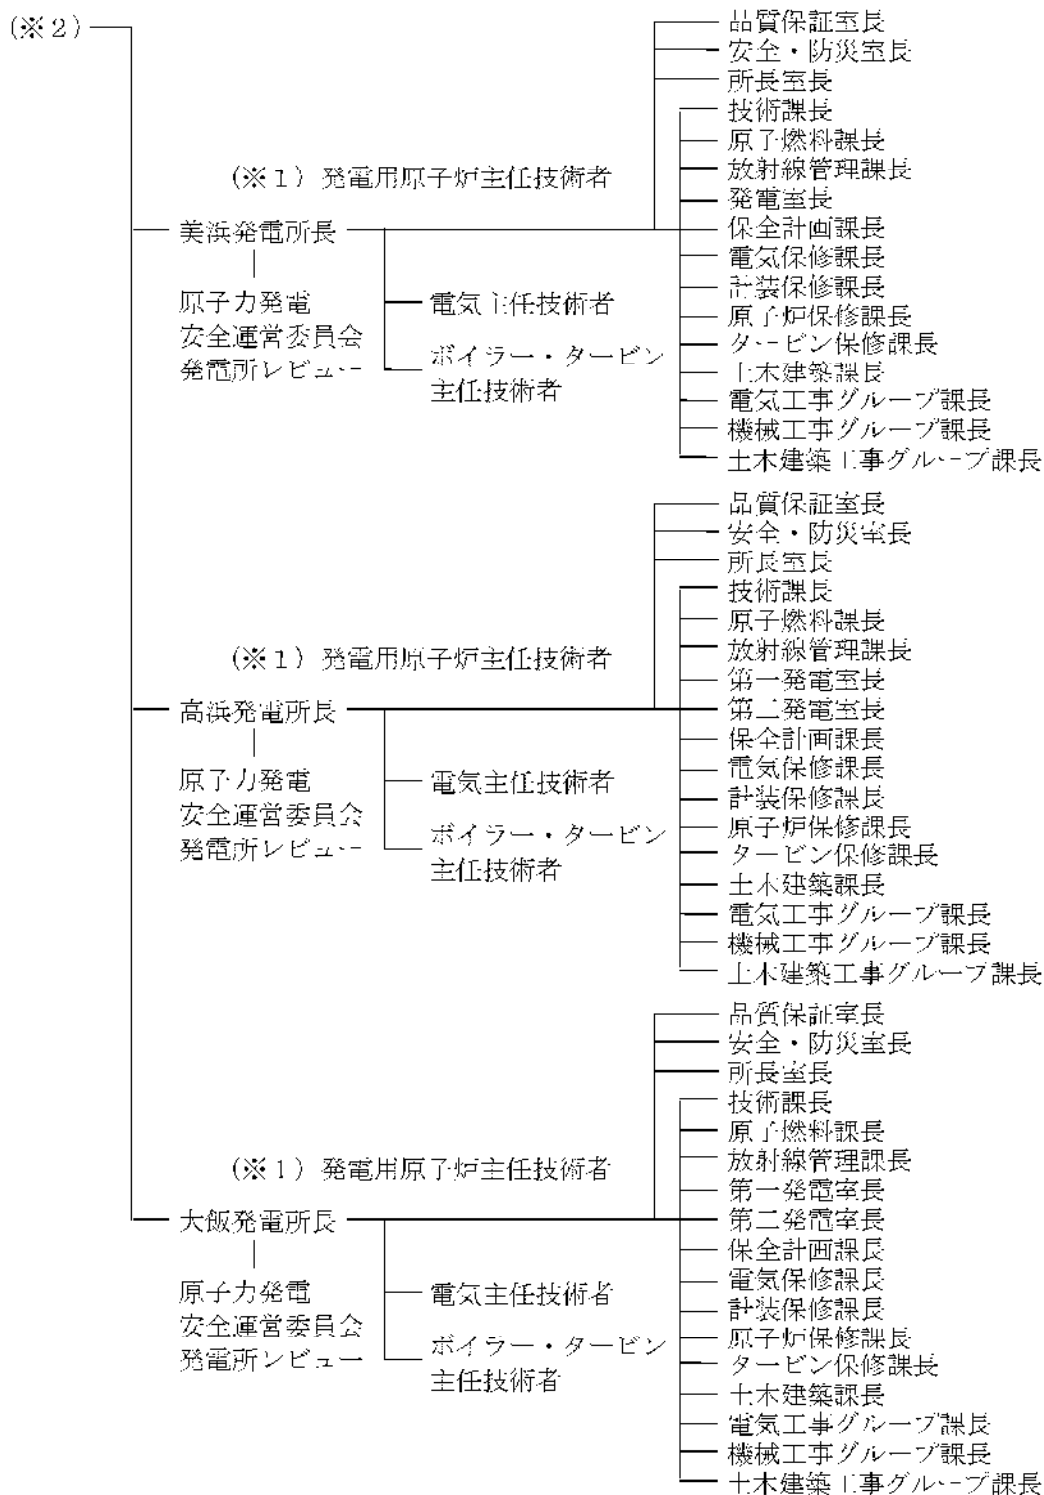 (※２)
品質保証室長
安全・防災室長
所長室長
技術課長
原子燃料課長
放射線管理課長
(※１) 発電用原子炉主任技術者
発電室長
美浜発電所長
保全計画課長
電気保修課長
計装保修課長
原子力発電
安全運営委員会
発電所レビュー
電気主任技術者
原子炉保修課長
タービン保修課長
ボイラー・タービン
主任技術者
土木建築課長
電気工事グループ課長
機械工事グループ課長
土木建築工事グループ課長
品質保証室長
安全・防災室長
所長室長
技術課長
原子燃料課長
放射線管理課長
(※１) 発電用原子炉主任技術者
第一発電室長
高浜発電所長
第二発電室長
保全計画課長
電気保修課長
原子力発電
安全運営委員会
発電所レビュー
電気主任技術者
計装保修課長
原子炉保修課長
ボイラー・タービン
主任技術者
タービン保修課長
土木建築課長
電気工事グループ課長
機械工事グループ課長
土木建築工事グループ課長
品質保証室長
安全・防災室長
所長室長
技術課長
原子燃料課長
放射線管理課長
(※１) 発電用原子炉主任技術者
第一発電室長
大飯発電所長
第二発電室長
保全計画課長
電気保修課長
原子力発電
安全運営委員会
発電所レビュー
電気主任技術者
計装保修課長
原子炉保修課長
ボイラー・タービン
主任技術者
タービン保修課長
土木建築課長
電気工事グループ課長
機械工事グループ課長
土木建築工事グループ課長